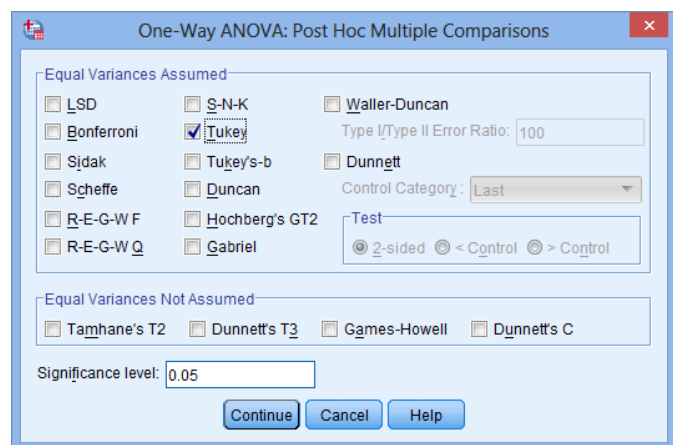 One-Way ANOVA: Post Hoc Multiple Comparisons
Equal Variances Assumed
LSD
S-N-K
Waller-Duncan
Bonferroni
Tukey
Type I/Type II Error Ratio: 100
Sidak
Tukey's-b
Dunnett
Scheffe
Duncan
Control Category: Last
R-E-G-W F
Hochberg's GT2
Test
R-E-G-W Q
Gabriel
2-sided < Control > Control
Equal Variances Not Assumed
Tamhane's T2 Dunnett's T3 Games-Howell Dunnett's C
Significance level: 0.05
Continue Cancel Help